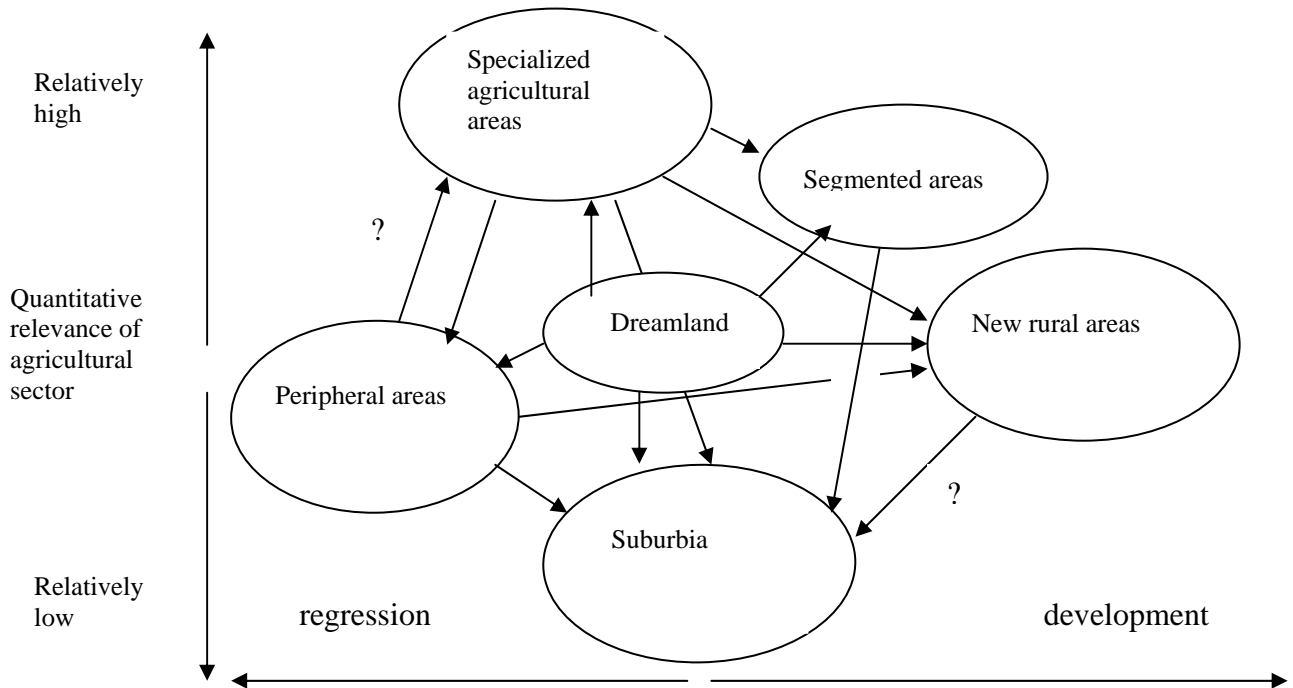 Relatively
high
Specialized
agricultural
areas
Segmented areas
?
Quantitative
relevance of
agricultural
sector
Dreamland
New rural areas
Peripheral areas
?
Suburbia
Relatively
low
regression
development